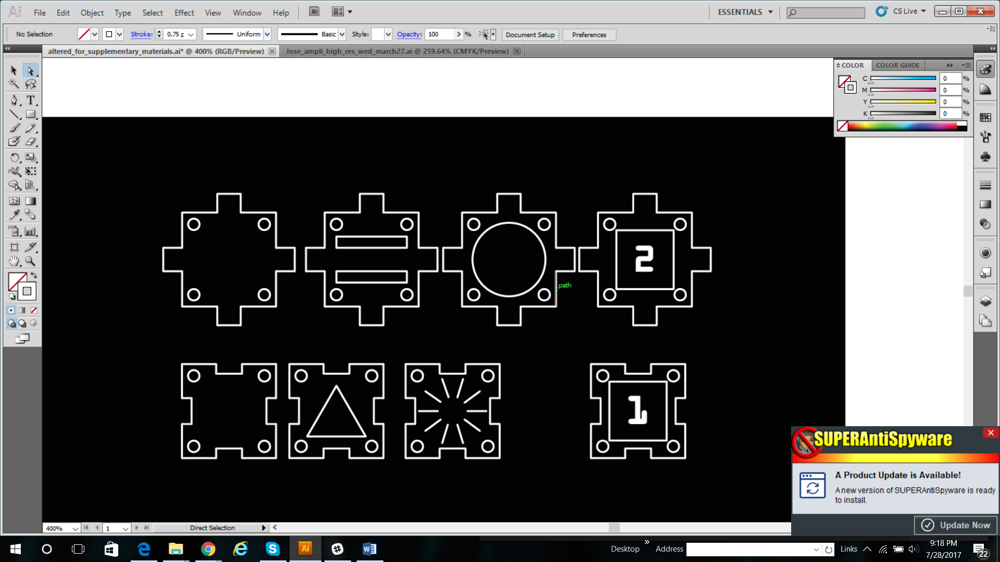 Ai File Edit Object Type Select Effect View Window Help Br ESSENTIALS CS Live
No Selection Stroke: 0.75 p Uniform Basic Style: Opacity: 100 % Document Setup Preferences
altered_for_supplementary_materials.ai* @ 400% (RGB/Preview) Jose_ampli_high_res_wed_march27.ai @ 259.64% (CMYK/Preview)
COLOR COLOR GUIDE
C 0 %
M 0 %
Y 0 %
K 0 %
T
2
path
1
SUPERAntiSpyware
A Product Update is Available!
A new version of SUPERAntiSpyware is ready
to install.
Update Now
400% 1 Direct Selection
Ai
Desktop » Address Links
9:18 PM
7/28/2017
22